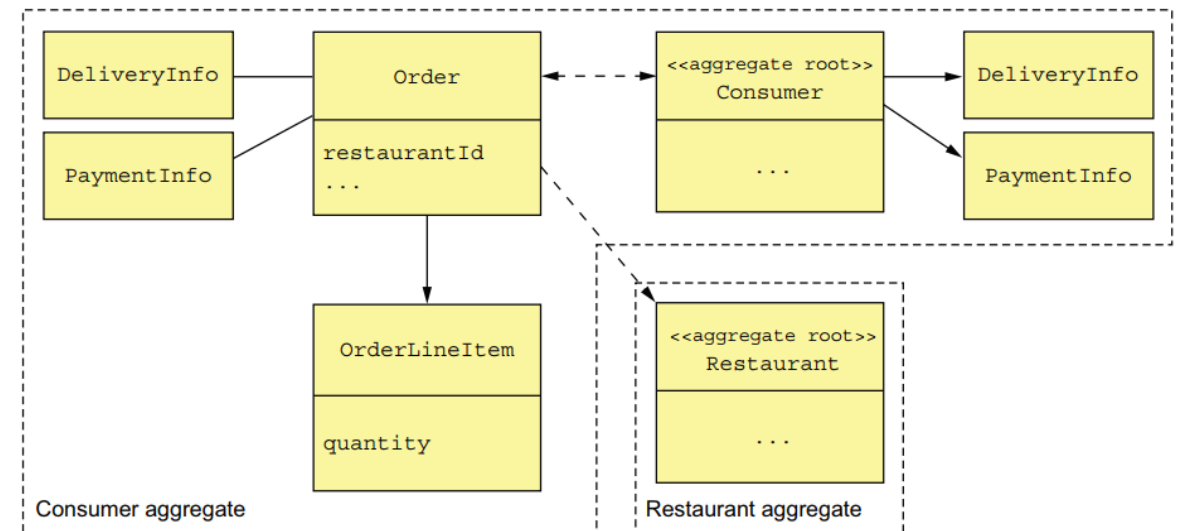 DeliveryInfo
PaymentInfo
Order
restaurantId
...
<<aggregate root>>
Consumer
...
DeliveryInfo
PaymentInfo
OrderLineItem
quantity
<<aggregate root>>
Restaurant
...
Consumer aggregate
Restaurant aggregate